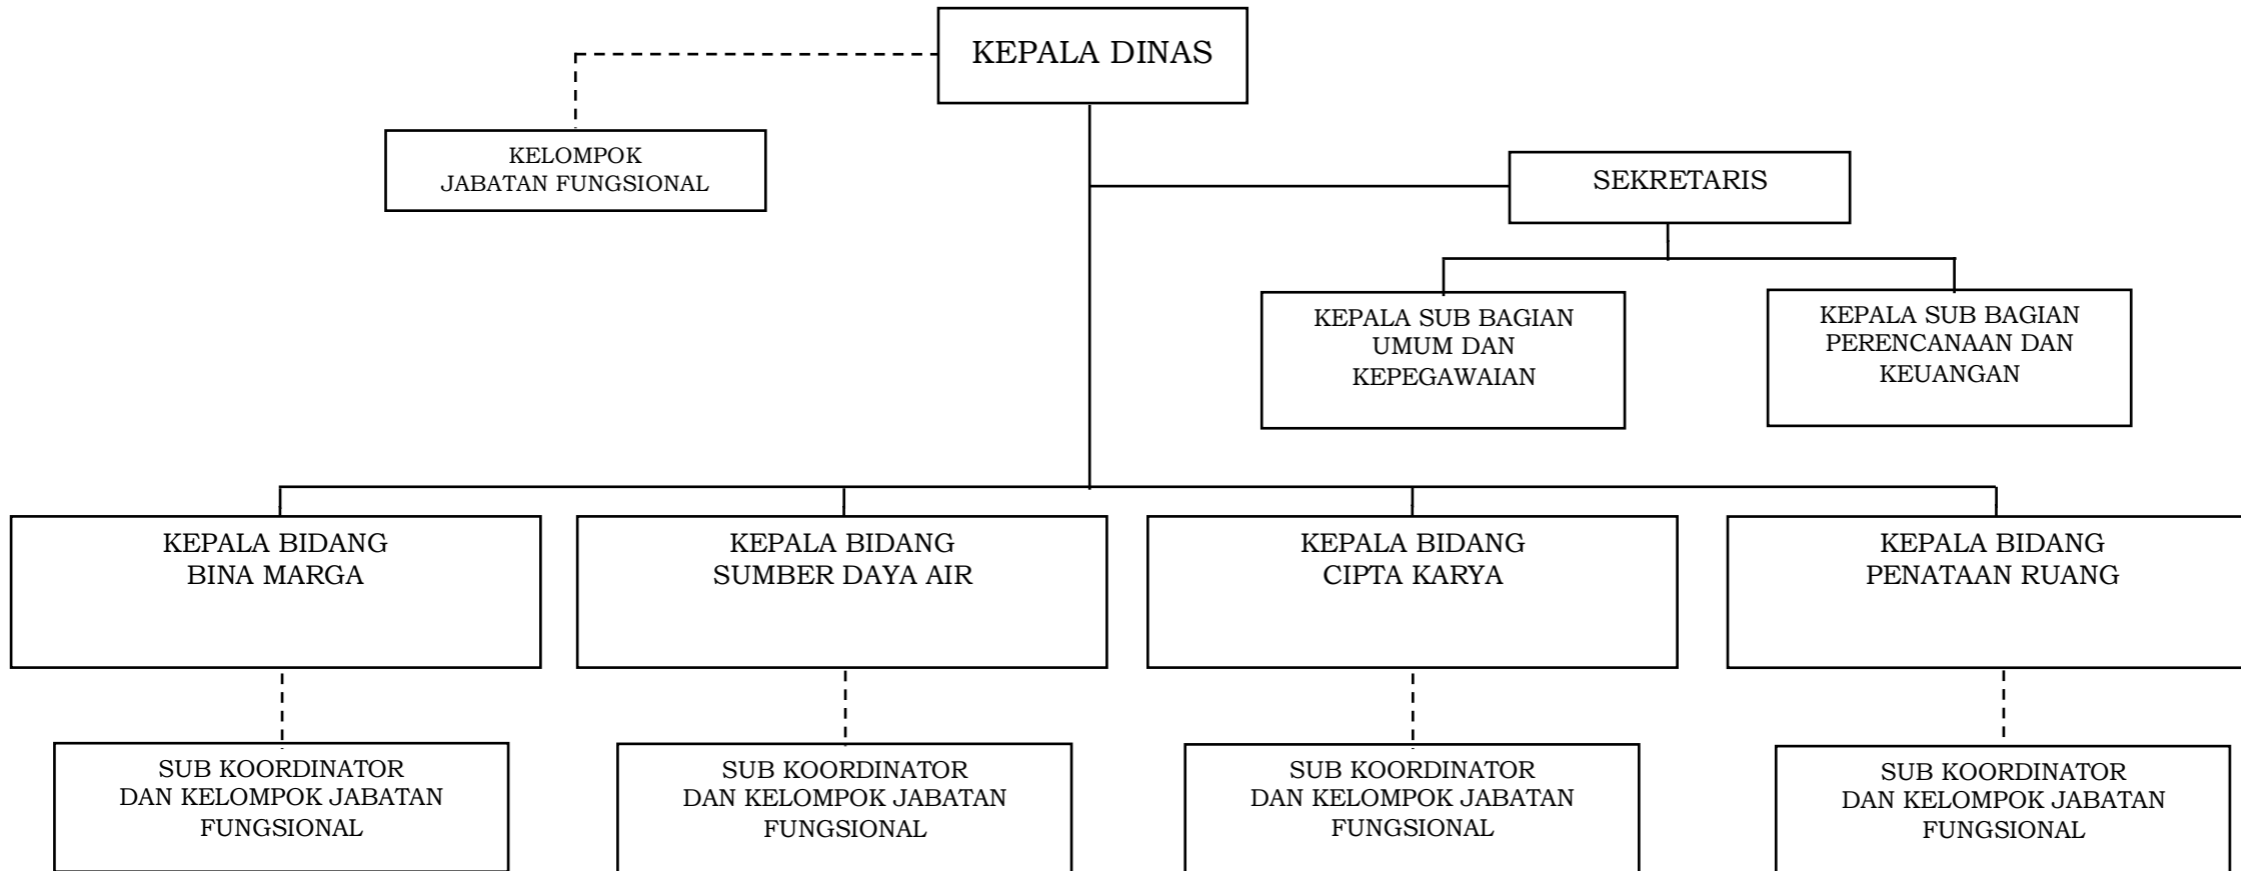 KEPALA DINAS
KELOMPOK
JABATAN FUNGSIONAL
SEKRETARIS
KEPALA SUB BAGIAN
UMUM DAN
KEPEGAWAIAN
KEPALA SUB BAGIAN
PERENCANAAN DAN
KEUANGAN
KEPALA BIDANG
BINA MARGA
KEPALA BIDANG
SUMBER DAYA AIR
KEPALA BIDANG
CIPTA KARYA
KEPALA BIDANG
PENATAAN RUANG
SUB KOORDINATOR
DAN KELOMPOK JABATAN
FUNGSIONAL
SUB KOORDINATOR
DAN KELOMPOK JABATAN
FUNGSIONAL
SUB KOORDINATOR
DAN KELOMPOK JABATAN
FUNGSIONAL
SUB KOORDINATOR
DAN KELOMPOK JABATAN
FUNGSIONAL